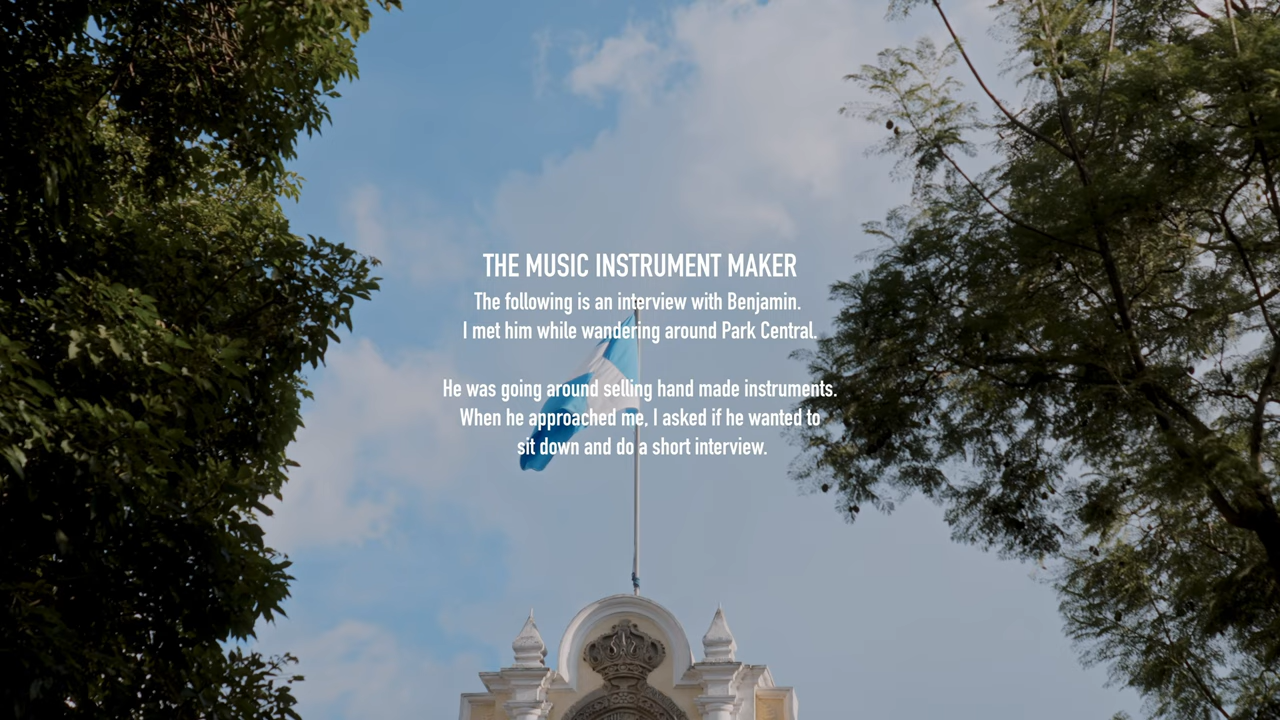 THE MUSIC INSTRUMENT MAKER
The following is an interview with Benjamin.
I met him while wandering around Park Central.
He was going around selling hand made instruments.
When he approached me, I asked if he wanted to
sit down and do a short interview.